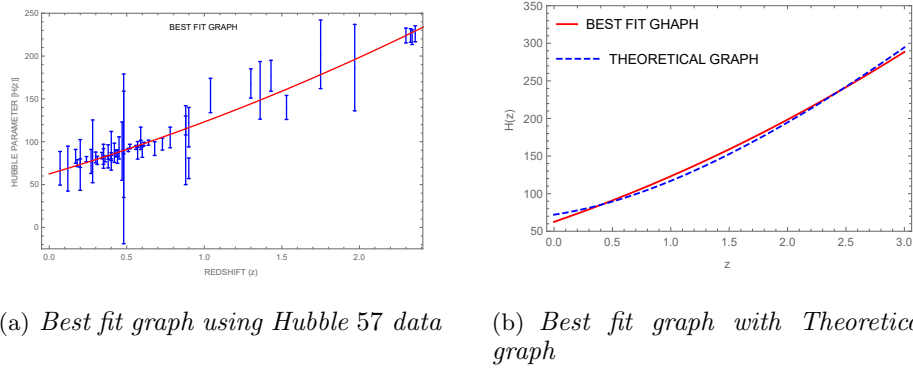 BEST FIT GRAPH
250
200
150
100
50
0
HUBBLE PARAMETER [H(z)]
0.0 0.5 1.0 1.5 2.0
REDSHIFT (z)
350
300
250
200
150
100
50
H(z)
BEST FIT GHAPH
THEORETICAL GRAPH
0.0 0.5 1.0 1.5 2.0 2.5 3.0
z
(a) Best fit graph using Hubble 57 data
(b) Best fit graph with Theoretica
graph